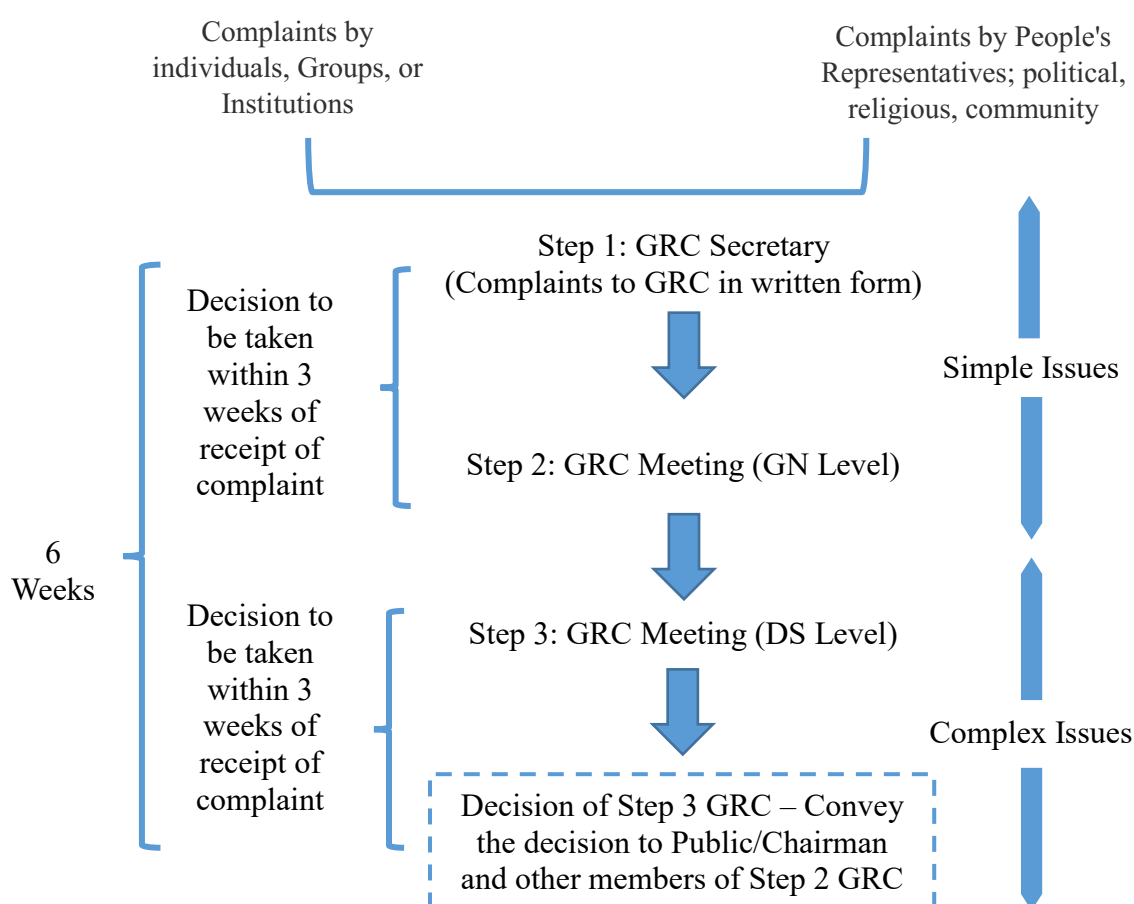 Complaints by
individuals, Groups, or
Institutions
Complaints by People's
Representatives; political,
religious, community
Step 1: GRC Secretary
(Complaints to GRC in written form)
Decision to
be taken
within 3
weeks of
receipt of
complaint
Simple Issues
Step 2: GRC Meeting (GN Level)
6
Weeks
Decision to
be taken
within 3
weeks of
receipt of
complaint
Step 3: GRC Meeting (DS Level)
Complex Issues
Decision of Step 3 GRC – Convey
the decision to Public/Chairman
and other members of Step 2 GRC